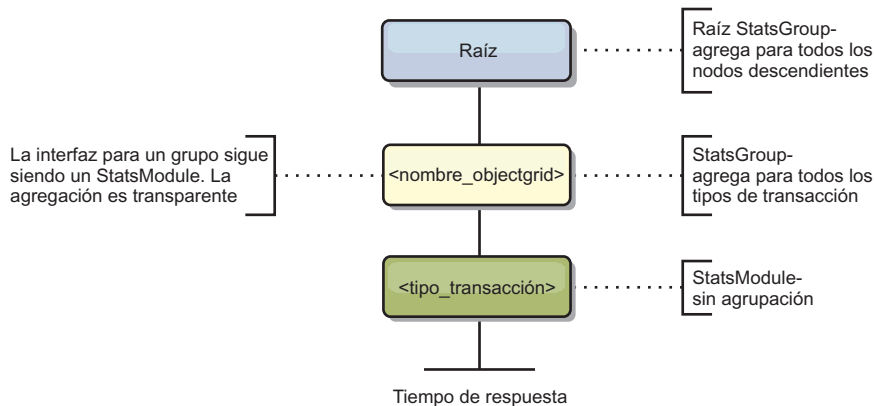 Raíz
Raíz StatsGroup-
agrega para todos los
nodos descendientes
La interfaz para un grupo sigue
siendo un StatsModule. La
agregación es transparente
<nombre_objectgrid>
StatsGroup-
agrega para todos los
tipos de transacción
<tipo_transacción>
StatsModule-
sin agrupación
Tiempo de respuesta